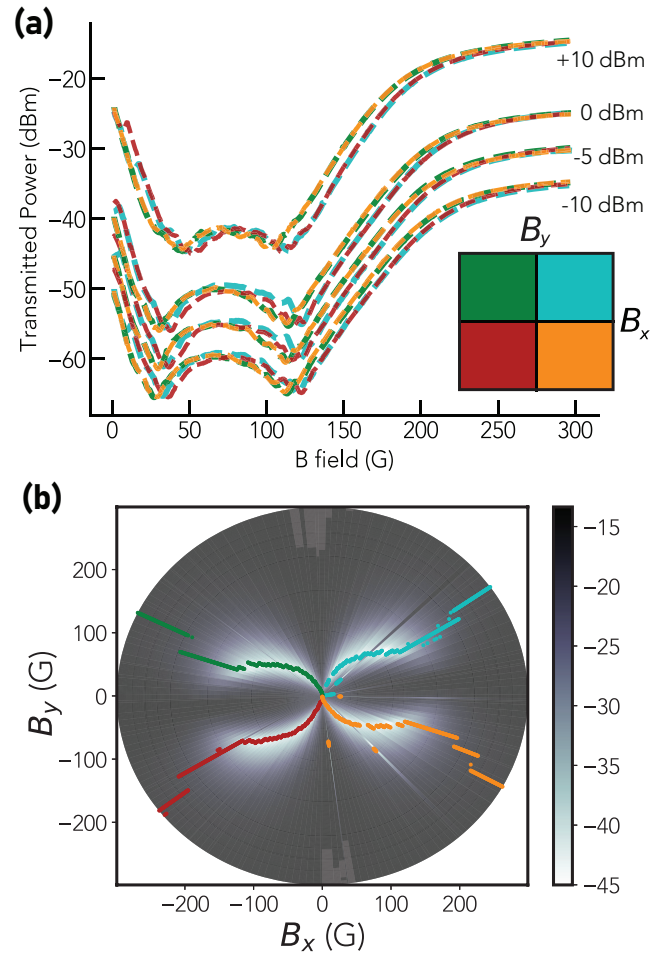 (a)
Transmitted Power (dBm)
−20
−30
−40
−50
−60
+10 dBm
0 dBm
-5 dBm
-10 dBm
B_y
B_x
0 50 100 150 200 250 300
B field (G)
(b)
B_y (G)
200
100
0
−100
−200
−200 −100 0 100 200
B_x (G)
−15
−20
−25
−30
−35
−40
−45